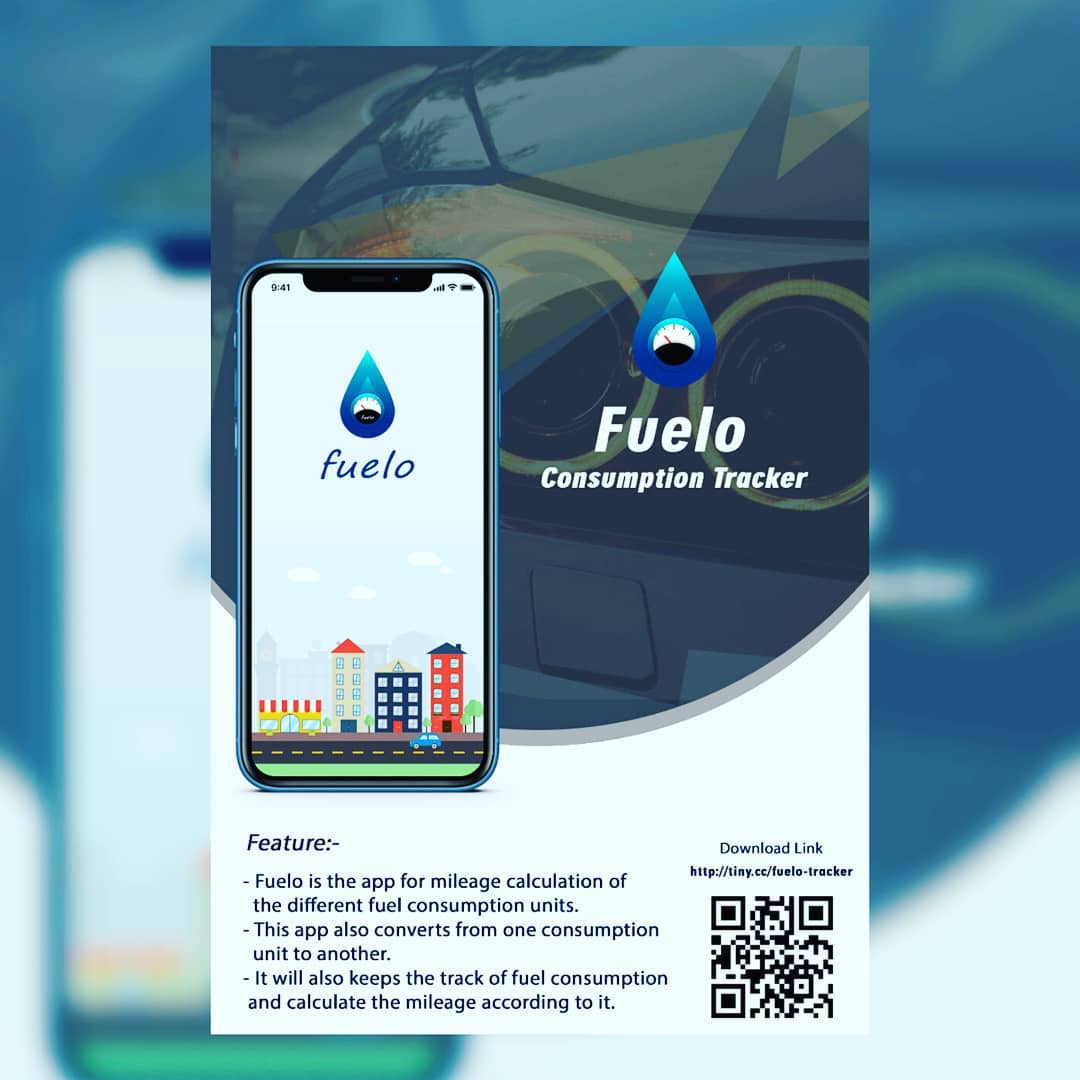 9:41
Fuelo
fuelo
Fuelo
Consumption Tracker
Feature:-
- Fuelo is the app for mileage calculation of
the different fuel consumption units.
- This app also converts from one consumption
unit to another.
- It will also keeps the track of fuel consumption
and calculate the mileage according to it.
Download Link
http://tiny.cc/fuelo-tracker